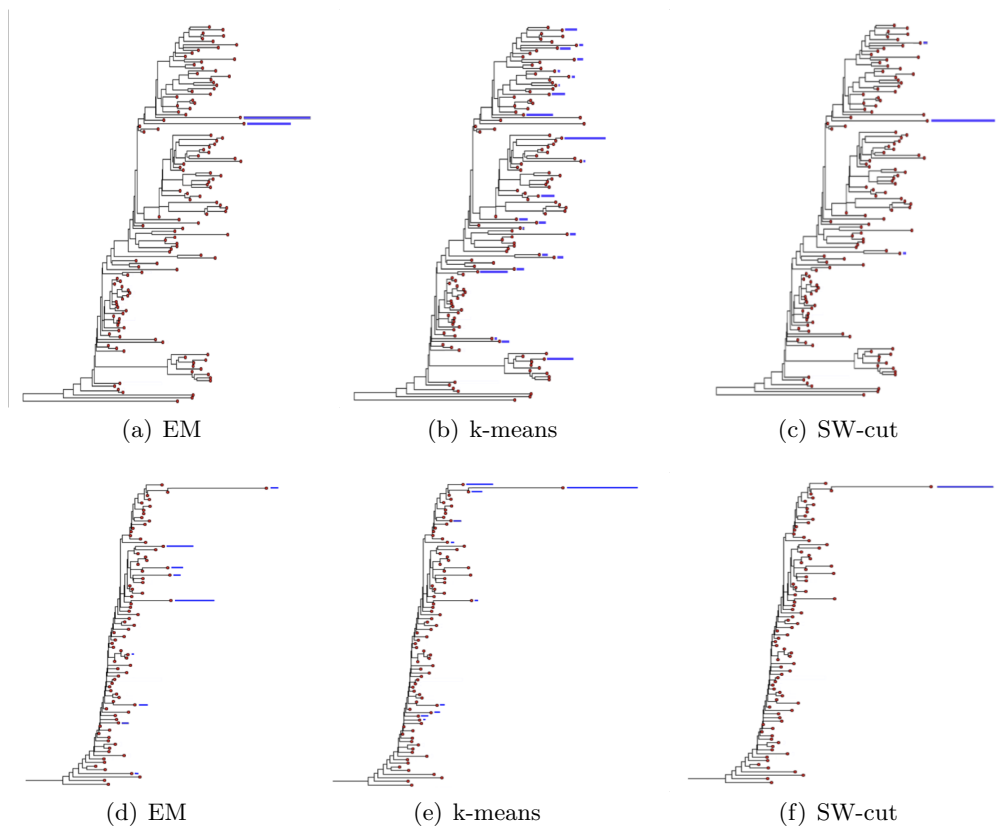 (a) EM
(b) k-means
(c) SW-cut
(d) EM
(e) k-means
(f) SW-cut